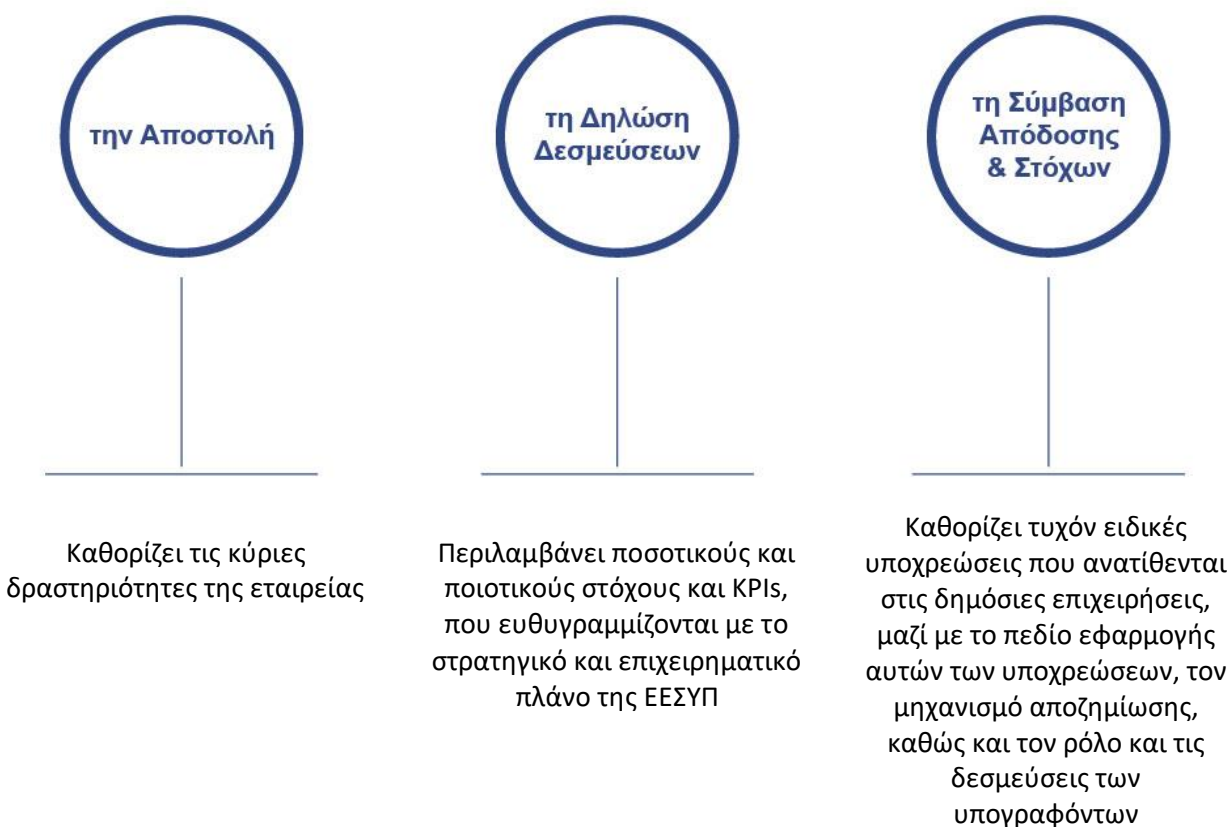 την Αποστολή
τη Δηλώση
Δεσμεύσεων
τη Σύμβαση
Απόδοσης
& Στόχων
Καθορίζει τις κύριες
δραστηριότητες της εταιρείας
Περιλαμβάνει ποσοτικούς και
ποιοτικούς στόχους και KPIs,
που ευθυγραμμίζονται με το
στρατηγικό και επιχειρηματικό
πλάνο της ΕΕΣΥΠ
Καθορίζει τυχόν ειδικές
υποχρεώσεις που ανατίθενται
στις δημόσιες επιχειρήσεις,
μαζί με το πεδίο εφαρμογής
αυτών των υποχρεώσεων, τον
μηχανισμό αποζημίωσης,
καθώς και τον ρόλο και τις
δεσμεύσεις των
υπογραφόντων